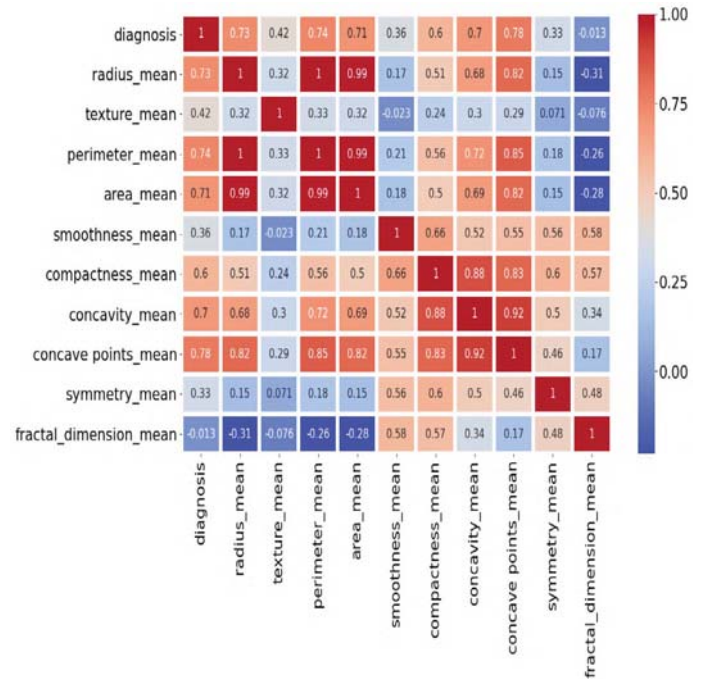 diagnosis 1 0.73 0.42 0.74 0.71 0.36 0.6 0.7 0.78 0.33 -0.013
radius_mean 0.73 1 0.32 1 0.99 0.17 0.51 0.68 0.82 0.15 -0.31
texture_mean 0.42 0.32 1 0.33 0.32 -0.023 0.24 0.3 0.29 0.071 -0.076
perimeter_mean 0.74 1 0.33 1 0.99 0.21 0.56 0.72 0.85 0.18 -0.26
area_mean 0.71 0.99 0.32 0.99 1 0.18 0.5 0.69 0.82 0.15 -0.28
smoothness_mean 0.36 0.17 -0.023 0.21 0.18 1 0.66 0.52 0.55 0.56 0.58
compactness_mean 0.6 0.51 0.24 0.56 0.5 0.66 1 0.88 0.83 0.6 0.57
concavity_mean 0.7 0.68 0.3 0.72 0.69 0.52 0.88 1 0.92 0.5 0.34
concave points_mean 0.78 0.82 0.29 0.85 0.82 0.55 0.83 0.92 1 0.46 0.17
symmetry_mean 0.33 0.15 0.071 0.18 0.15 0.56 0.6 0.5 0.46 1 0.48
fractal_dimension_mean -0.013 -0.31 -0.076 -0.26 -0.28 0.58 0.57 0.34 0.17 0.48 1
diagnosis
radius_mean
texture_mean
perimeter_mean
area_mean
smoothness_mean
compactness_mean
concavity_mean
concave points_mean
symmetry_mean
fractal_dimension_mean
1.00
0.75
0.50
0.25
0.00